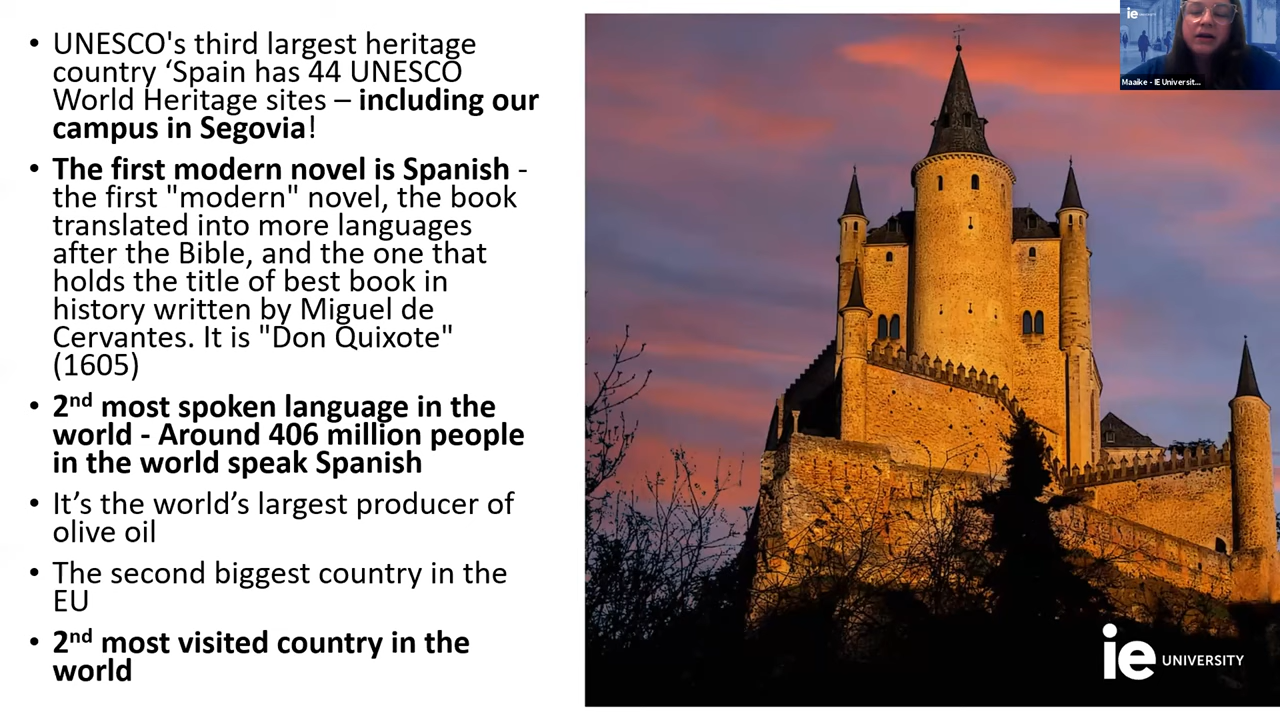 • UNESCO's third largest heritage
country ‘Spain has 44 UNESCO
World Heritage sites – including our
campus in Segovia!
• The first modern novel is Spanish -
the first "modern" novel, the book
translated into more languages
after the Bible, and the one that
holds the title of best book in
history written by Miguel de
Cervantes. It is "Don Quixote"
(1605)
• 2nd most spoken language in the
world - Around 406 million people
in the world speak Spanish
• It’s the world’s largest producer of
olive oil
• The second biggest country in the
EU
• 2nd most visited country in the
world
ie
Maaike - IE Universit...
ie UNIVERSITY